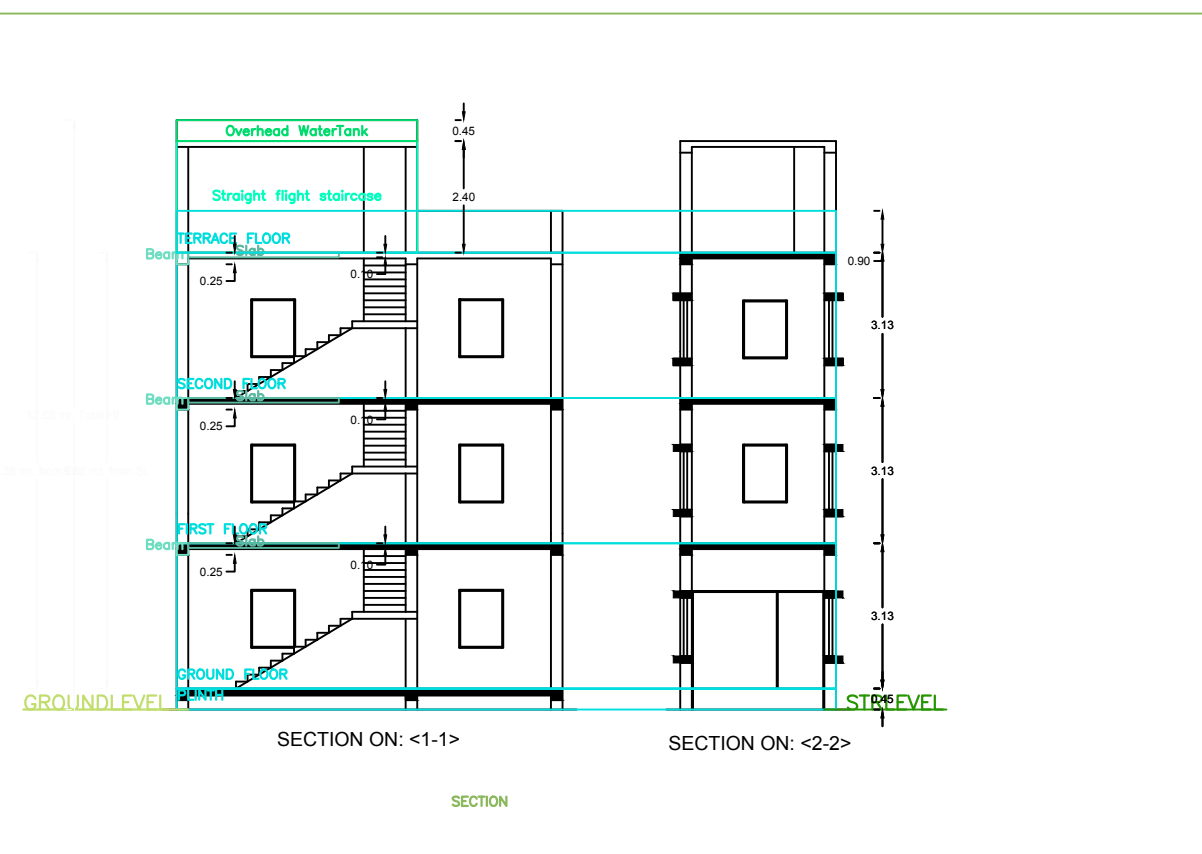 Overhead WaterTank
0.45
2.40
Straight flight staircase
TERRACE FLOOR
Beam
Slab
0.90
0.25
0.10
3.13
SECOND FLOOR
Beam
Slab
0.25
0.10
3.13
FIRST FLOOR
Beam
Slab
0.25
0.10
3.13
GROUND FLOOR
PLINTH
GROUNDLEVEL
0.45
SECTION ON: <1-1>
SECTION ON: <2-2>
SECTION